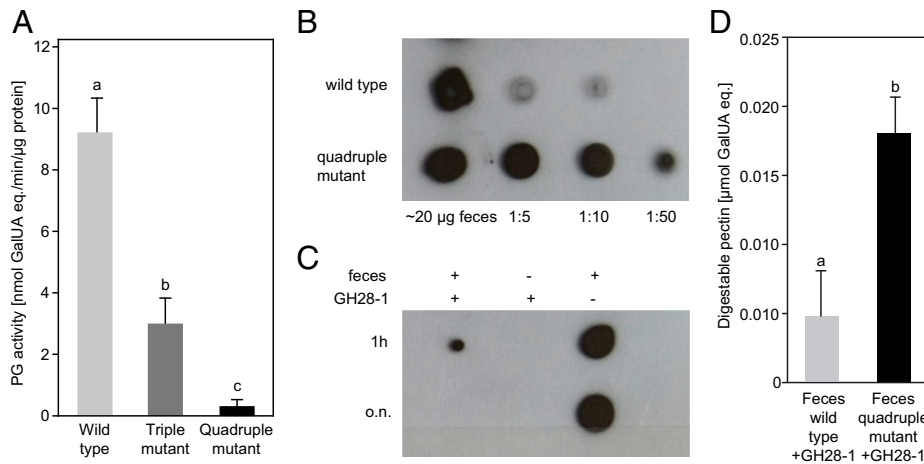 A
PG activity [nmol GalUA eq./min/µg protein]
12
10
8
6
4
2
0
a
b
c
Wild type
Triple mutant
Quadruple mutant
B
wild type
quadruple mutant
~20 µg feces 1:5 1:10 1:50
C
feces + - +
GH28-1 + + -
1h
o.n.
D
Digestable pectin [µmol GalUA eq.]
0.025
0.020
0.015
0.010
0.010
0
a
b
Feces wild type +GH28-1
Feces quadruple mutant +GH28-1